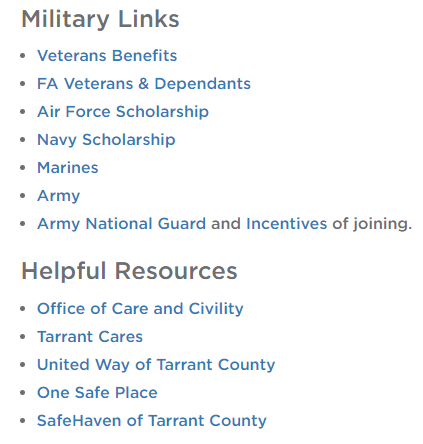 Military Links
Veterans Benefits
FA Veterans & Dependants
Air Force Scholarship
Navy Scholarship
Marines
Army
Army National Guard and Incentives of joining.
Helpful Resources
Office of Care and Civility
Tarrant Cares
United Way of Tarrant County
One Safe Place
SafeHaven of Tarrant County